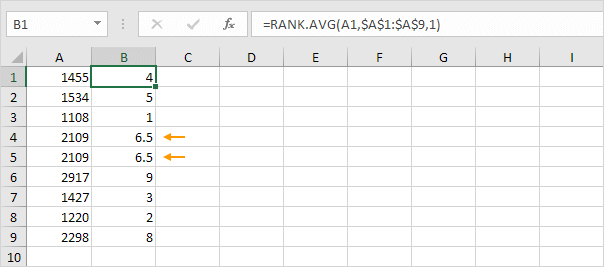 B1 fx =RANK.AVG(A1,$A$1:$A$9,1)
A B C D E F G H I
1 1455 4
2 1534 5
3 1108 1
4 2109 6.5
5 2109 6.5
6 2917 9
7 1427 3
8 1220 2
9 2298 8
10